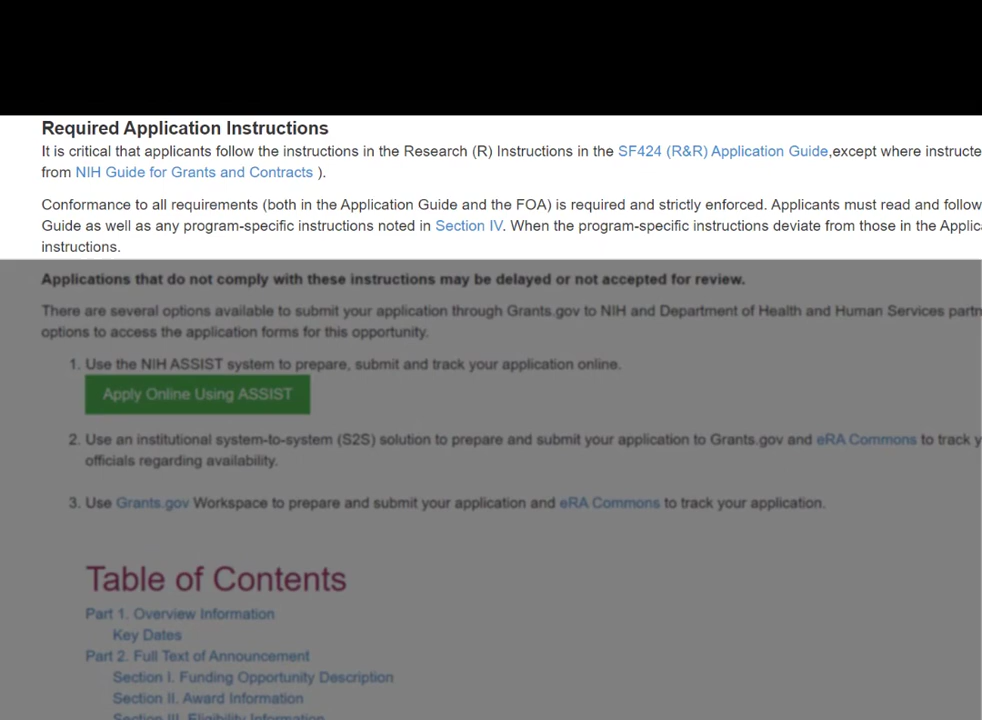 Required Application Instructions
It is critical that applicants follow the instructions in the Research (R) Instructions in the SF424 (R&R) Application Guide,except where instructe
from NIH Guide for Grants and Contracts ).
Conformance to all requirements (both in the Application Guide and the FOA) is required and strictly enforced. Applicants must read and follow
Guide as well as any program-specific instructions noted in Section IV. When the program-specific instructions deviate from those in the Applic
instructions.
Applications that do not comply with these instructions may be delayed or not accepted for review.
There are several options available to submit your application through Grants.gov to NIH and Department of Health and Human Services partn
options to access the application forms for this opportunity.
1. Use the NIH ASSIST system to prepare, submit and track your application online.
Apply Online Using ASSIST
2. Use an institutional system-to-system (S2S) solution to prepare and submit your application to Grants.gov and eRA Commons to track y
officials regarding availability.
3. Use Grants.gov Workspace to prepare and submit your application and eRA Commons to track your application.
Table of Contents
Part 1. Overview Information
Key Dates
Part 2. Full Text of Announcement
Section I. Funding Opportunity Description
Section II. Award Information
Section III. Eligibility Information